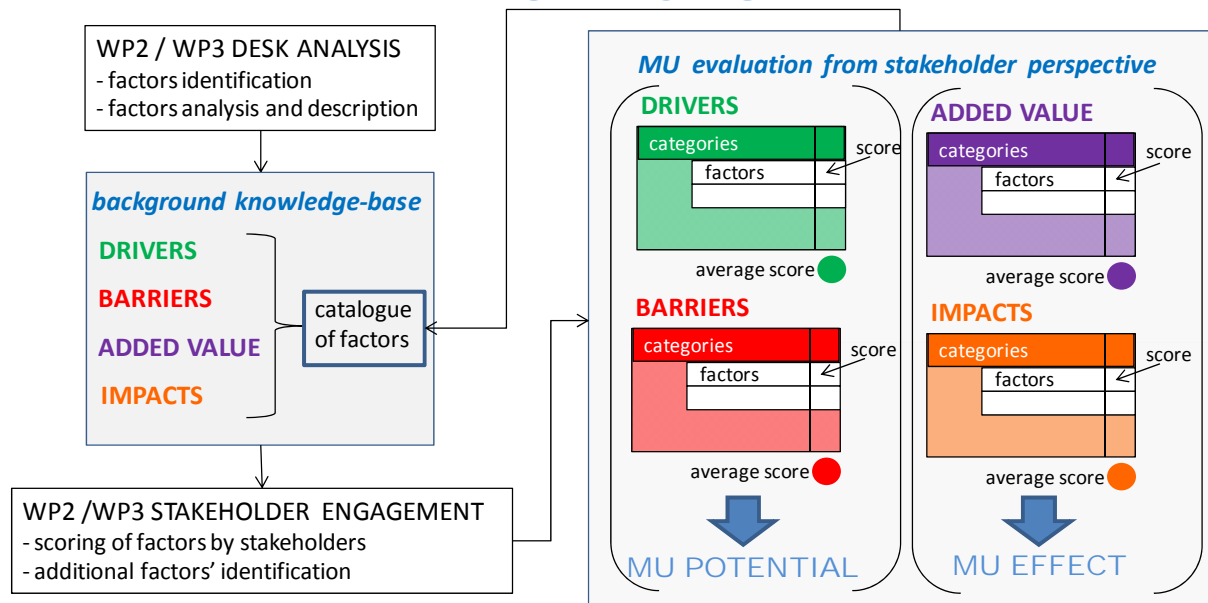 WP2 / WP3 DESK ANALYSIS
- factors identification
- factors analysis and description
background knowledge-base
DRIVERS
BARRIERS
ADDED VALUE
IMPACTS
catalogue
of factors
WP2 /WP3 STAKEHOLDER ENGAGEMENT
- scoring of factors by stakeholders
- additional factors' identification
MU evaluation from stakeholder perspective
DRIVERS
categories
score
factors
average score
BARRIERS
categories
score
factors
average score
MU POTENTIAL
ADDED VALUE
categories
score
factors
average score
IMPACTS
categories
score
factors
average score
MU EFFECT